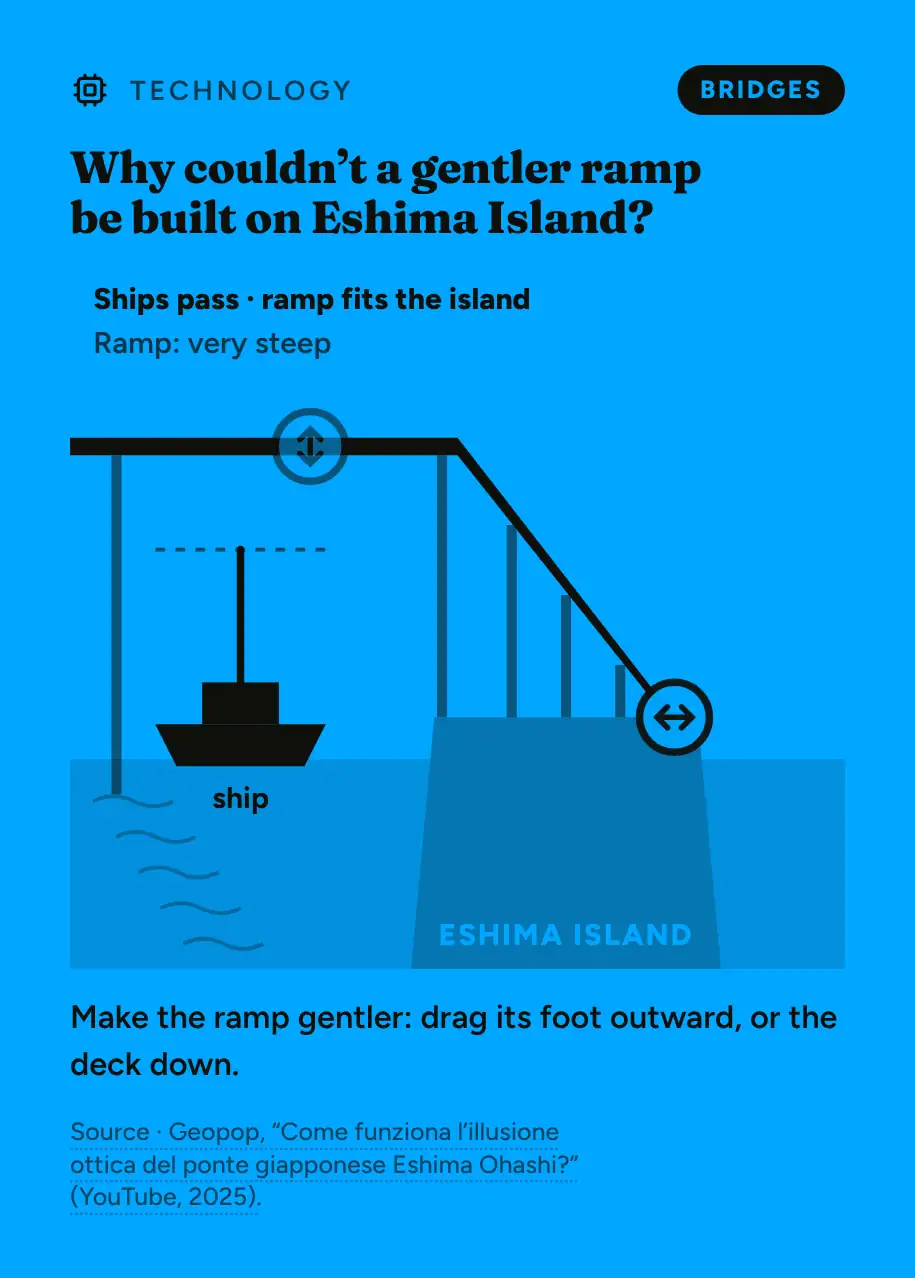 TECHNOLOGY
BRIDGES
Why couldn’t a gentler ramp
be built on Eshima Island?
Ships pass · ramp fits the island
Ramp: very steep
ship
ESHIMA ISLAND
Make the ramp gentler: drag its foot outward, or the
deck down.
Source · Geopop, “Come funziona l’illusione
ottica del ponte giapponese Eshima Ohashi?”
(YouTube, 2025).